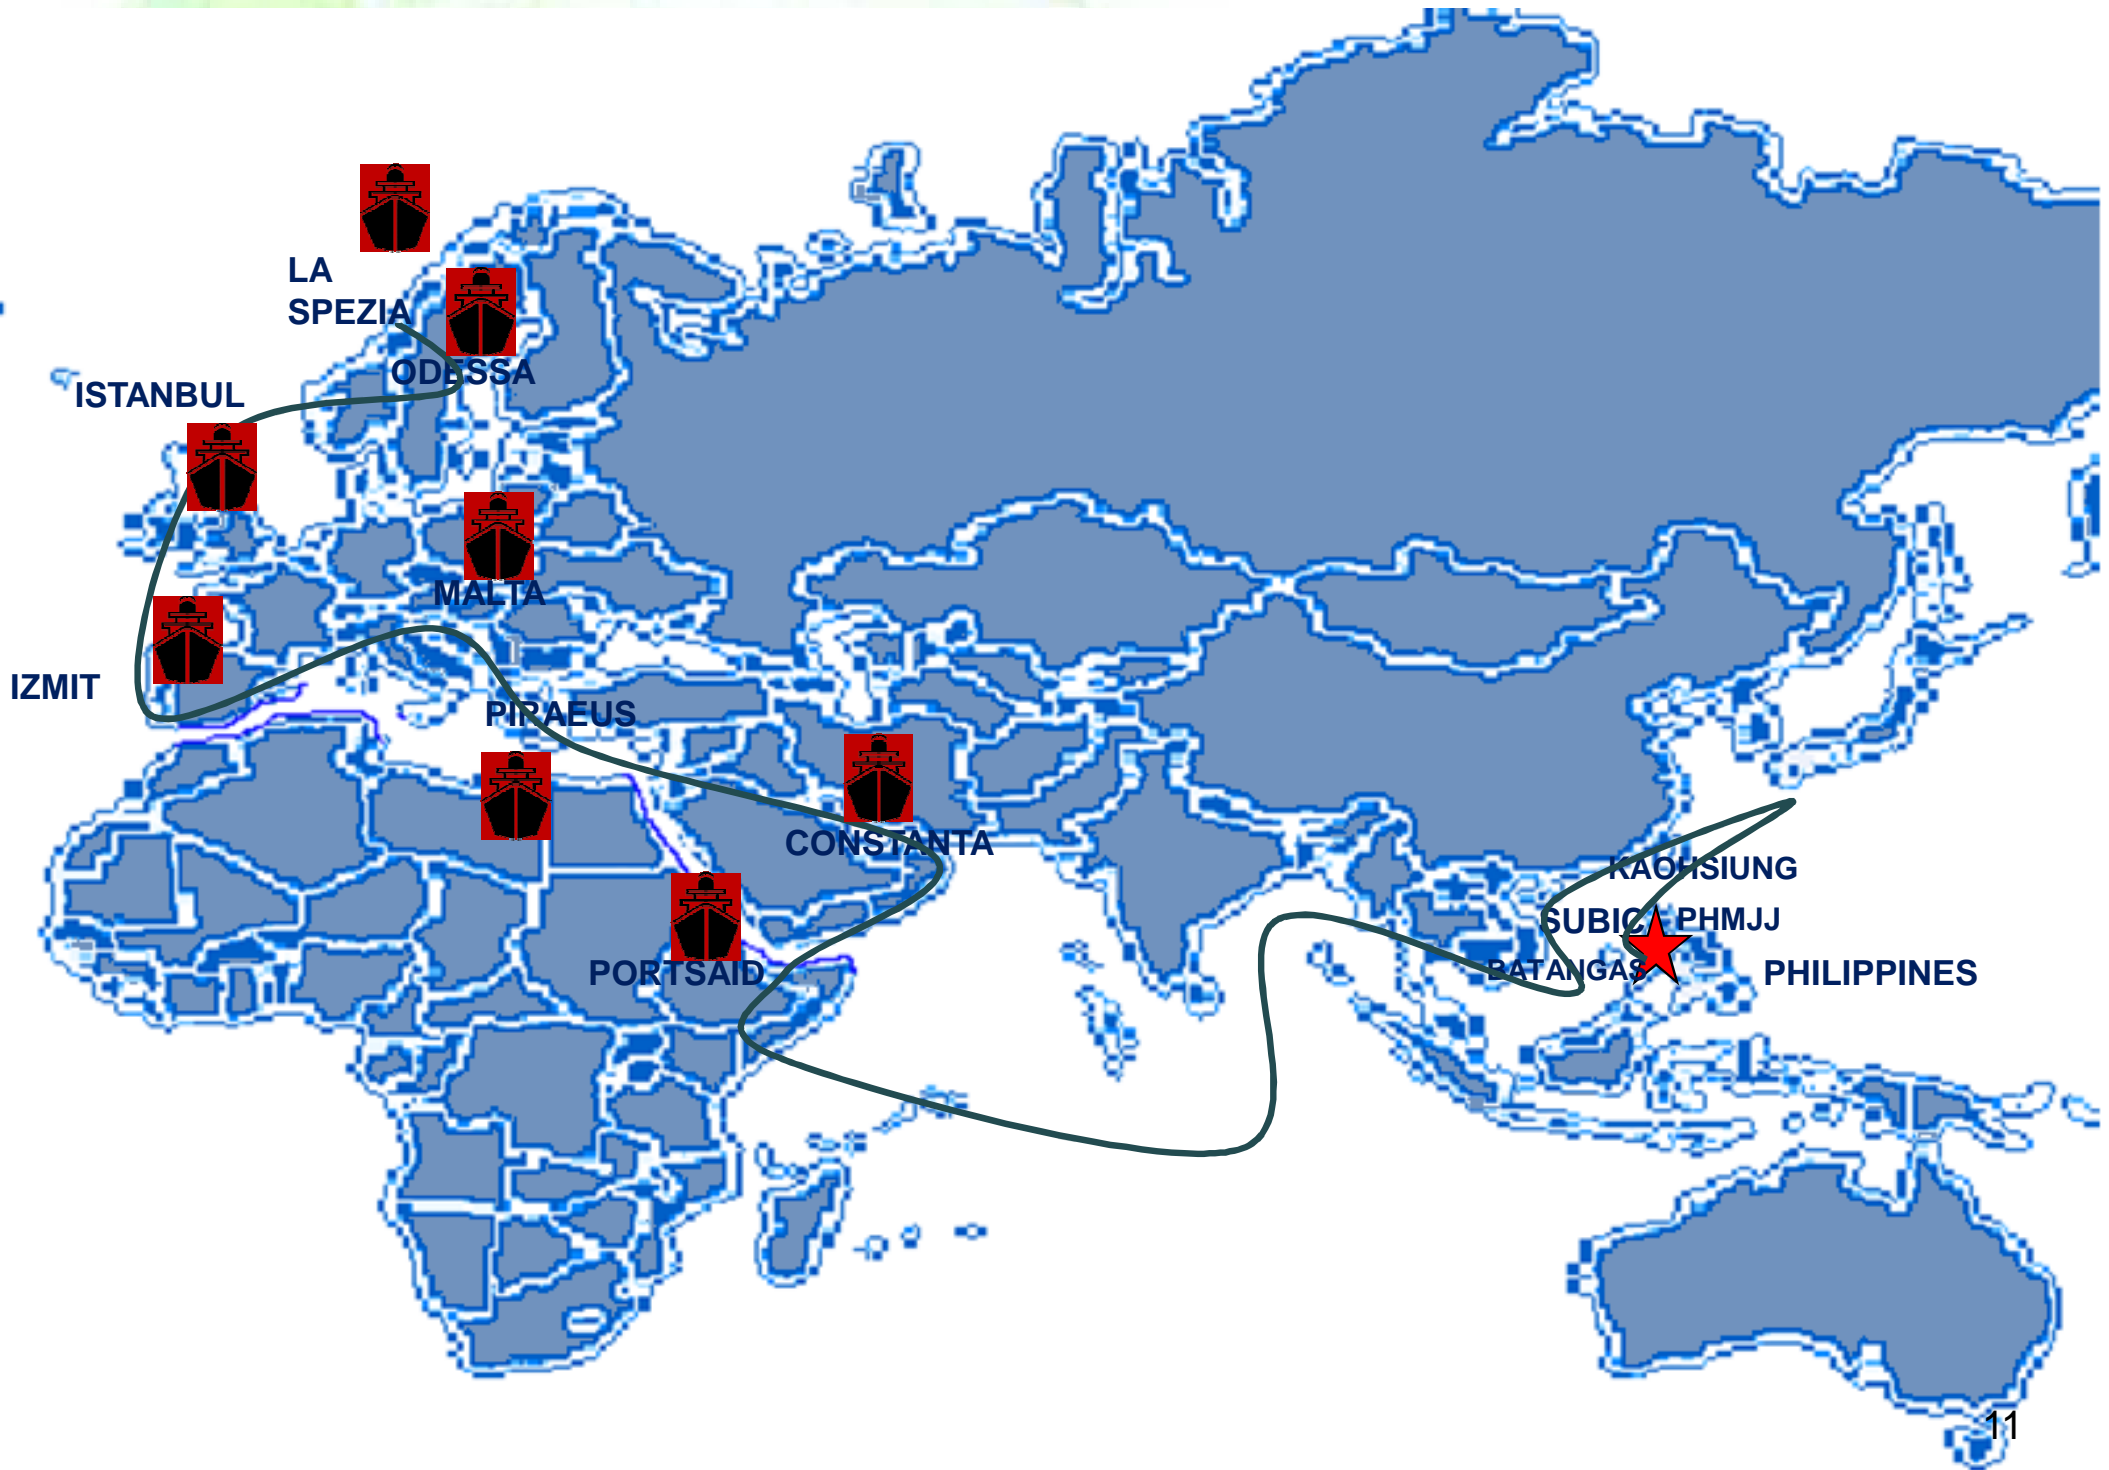 LA
SPEZIA
ODESSA
ISTANBUL
MALTA
IZMIT
PIRAEUS
CONSTANTA
KAOHSIUNG
SUBIC
PHMJJ
BATANGAS
PHILIPPINES
PORTSAID
11